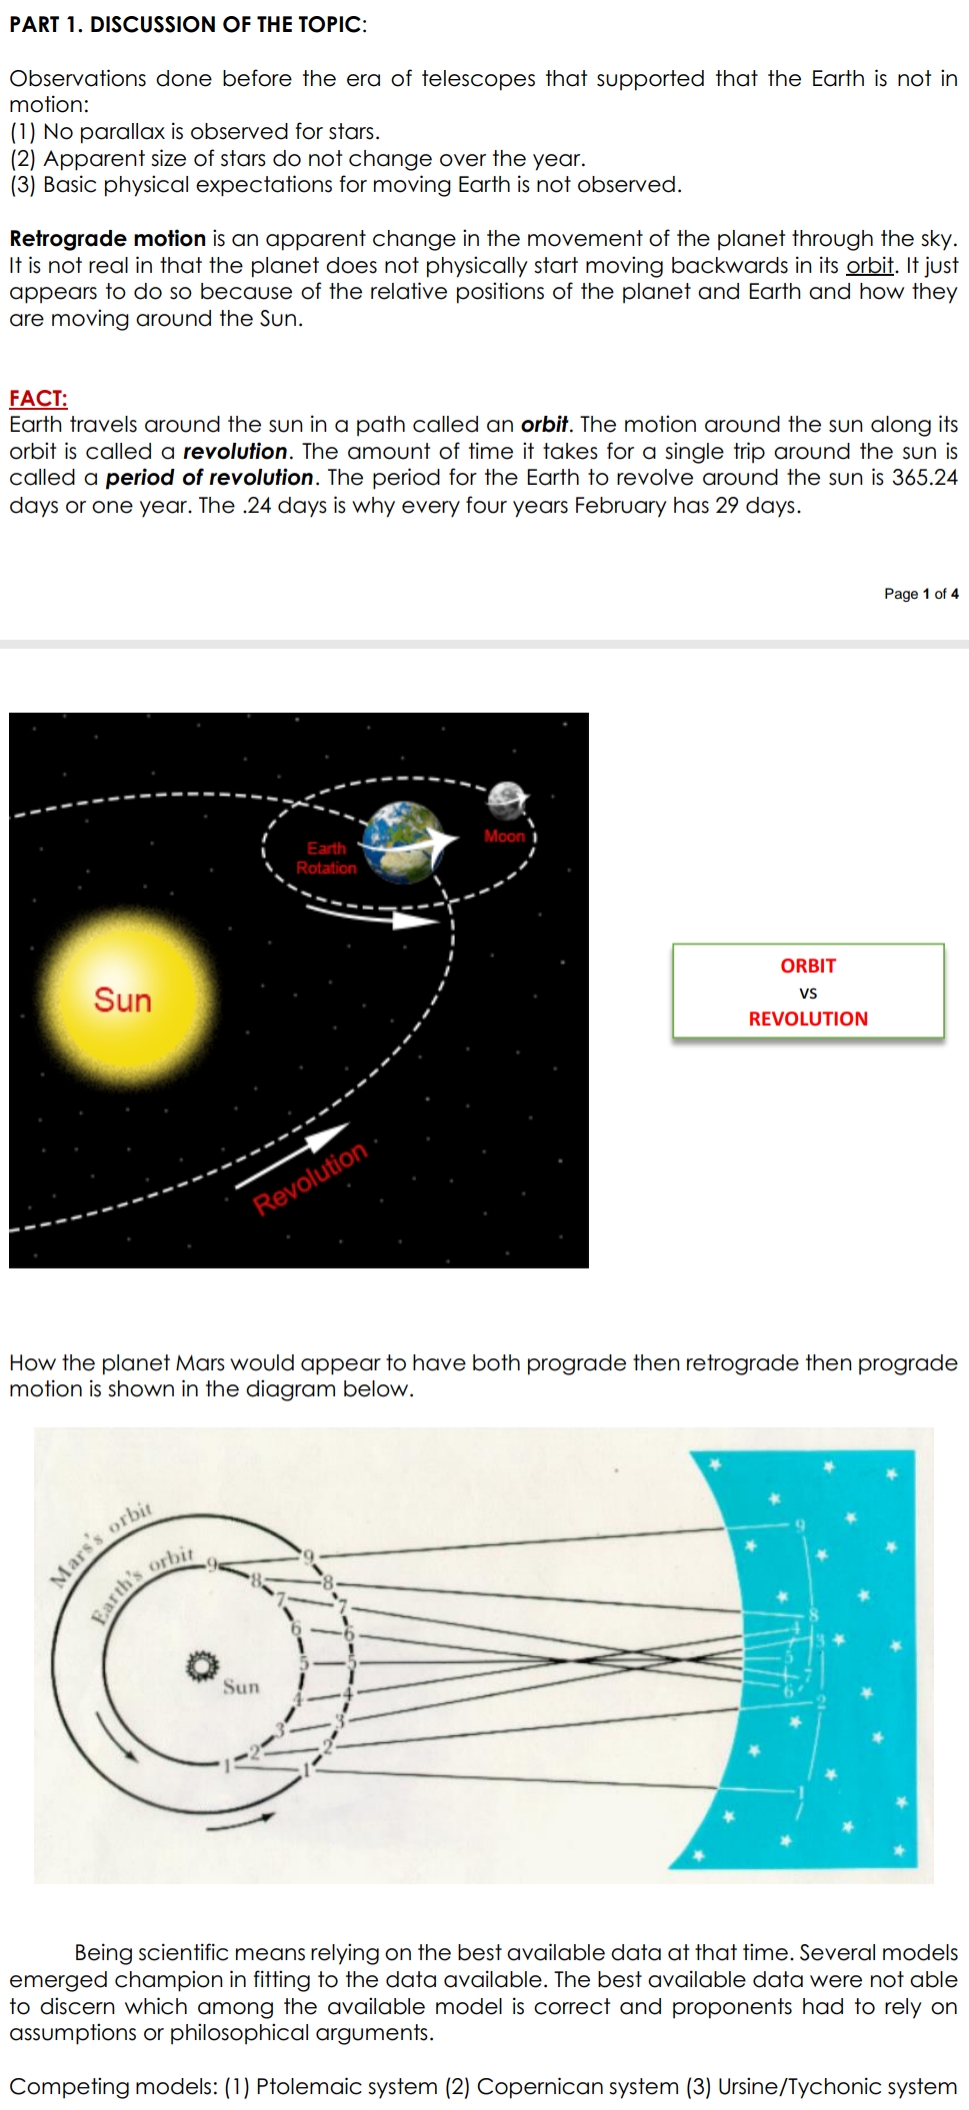 PART 1. DISCUSSION OF THE TOPIC:
Observations done before the era of telescopes that supported that the Earth is not in
motion:
(1) No parallax is observed for stars.
(2) Apparent size of stars do not change over the year.
(3) Basic physical expectations for moving Earth is not observed.
Retrograde motion is an apparent change in the movement of the planet through the sky.
It is not real in that the planet does not physically start moving backwards in its orbit. It just
appears to do so because of the relative positions of the planet and Earth and how they
are moving around the Sun.
FACT:
Earth travels around the sun in a path called an orbit. The motion around the sun along its
orbit is called a revolution. The amount of time it takes for a single trip around the sun is
called a period of revolution. The period for the Earth to revolve around the sun is 365.24
days or one year. The .24 days is why every four years February has 29 days.
Page 1 of 4
Moon
Earth
Rotation
Sun
Revolution
ORBIT
VS
REVOLUTION
How the planet Mars would appear to have both prograde then retrograde then prograde
motion is shown in the diagram below.
Mars's orbit
Earth's orbit
Sun
9
8
7
6
5
4
3
2
1
9
8
7
6
5
4
3
2
1
9
8
4
3
5
7
6
2
1
Being scientific means relying on the best available data at that time. Several models
emerged champion in fitting to the data available. The best available data were not able
to discern which among the available model is correct and proponents had to rely on
assumptions or philosophical arguments.
Competing models: (1) Ptolemaic system (2) Copernican system (3) Ursine/Tychonic system